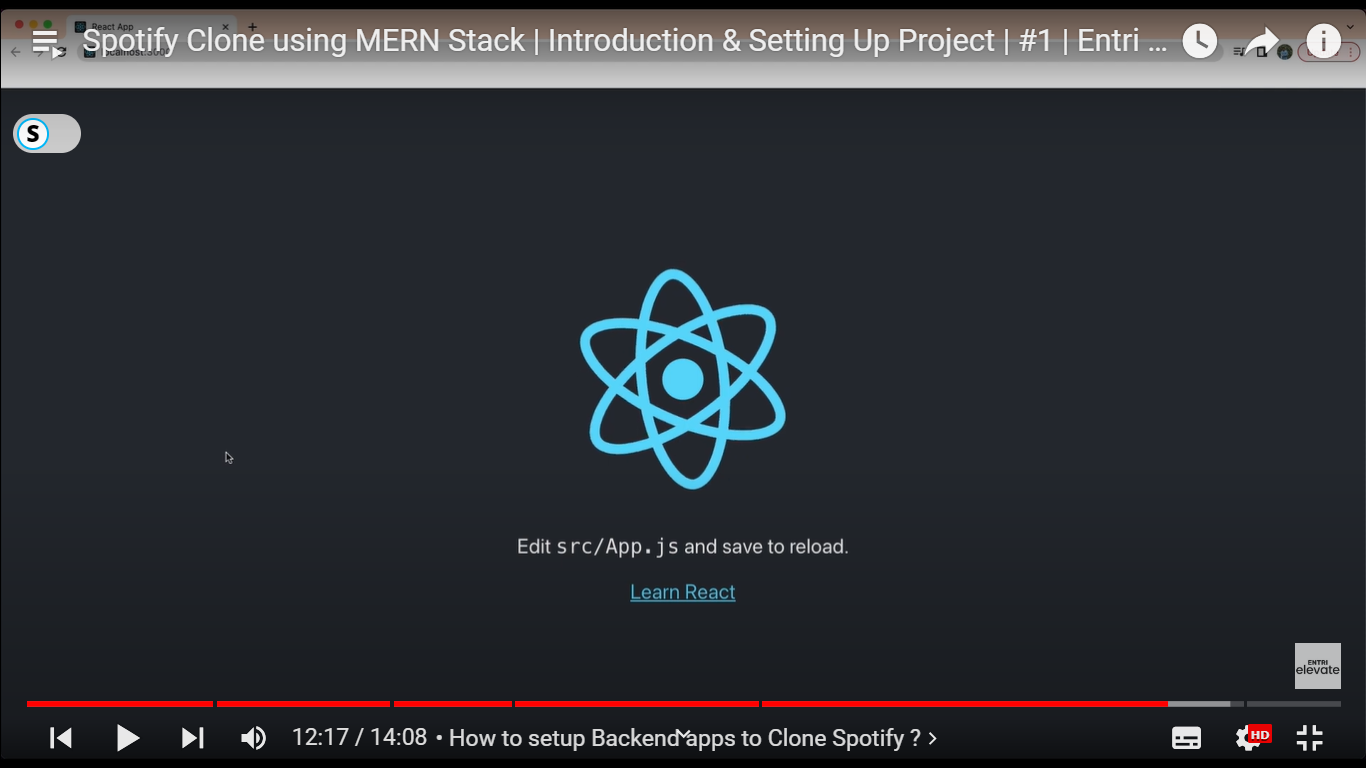 React App
Spotify Clone using MERN Stack | Introduction & Setting Up Project | #1 | Entri ...
localhost:3000
S
Edit src/App.js and save to reload.
Learn React
ENTRI
elevate
12:17 / 14:08 • How to setup Backend apps to Clone Spotify ? >
HD